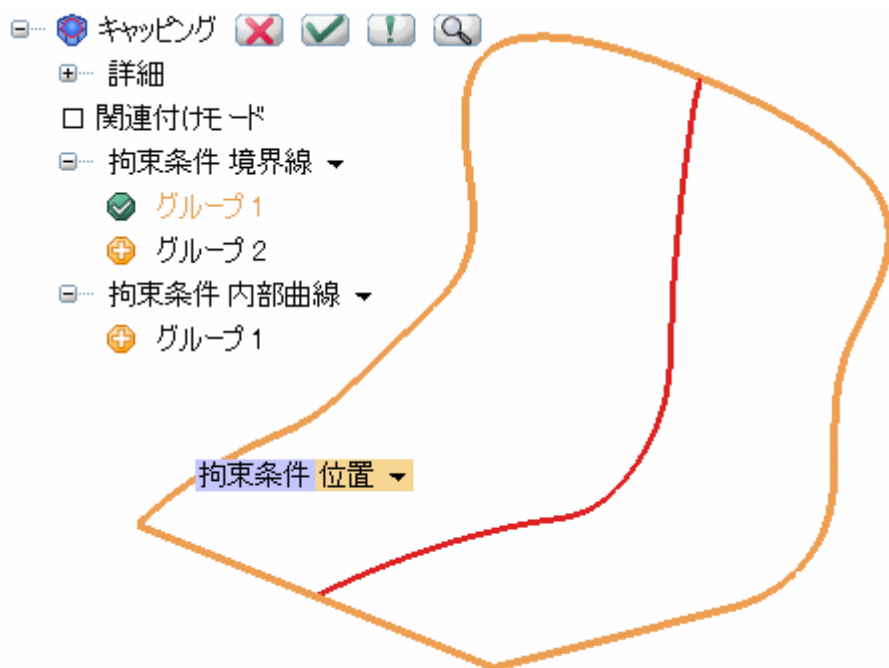 キャッピング
詳細
関連付けモード
拘束条件 境界線
グループ 1
グループ 2
拘束条件 内部曲線
グループ 1
拘束条件 位置